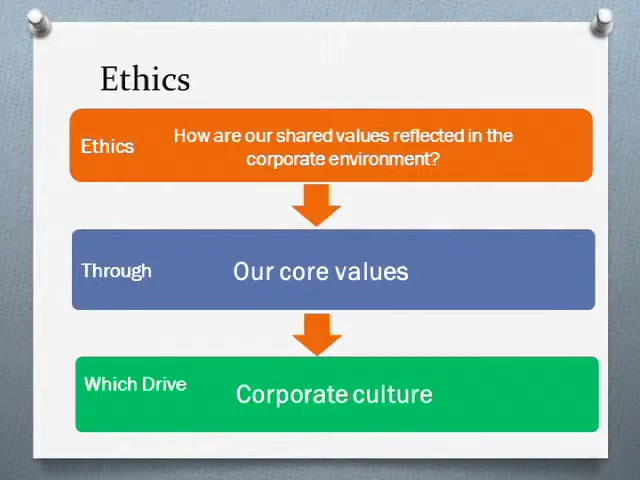 Ethics
Ethics
How are our shared values reflected in the
corporate environment?
Through
Our core values
Which Drive
Corporate culture